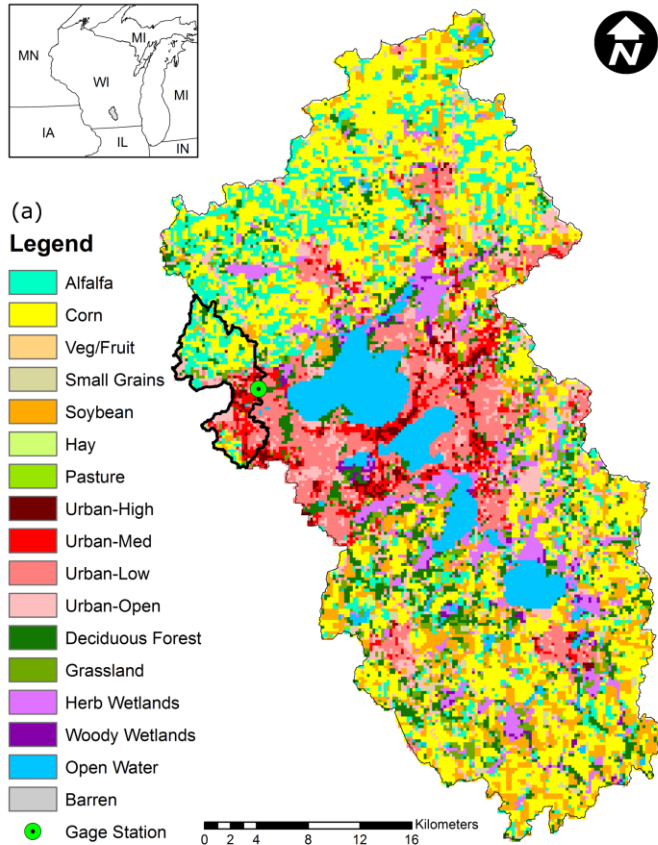 MN
MI
WI
MI
IA
IL
IN
N
(a)
Legend
Alfalfa
Corn
Veg/Fruit
Small Grains
Soybean
Hay
Pasture
Urban-High
Urban-Med
Urban-Low
Urban-Open
Deciduous Forest
Grassland
Herb Wetlands
Woody Wetlands
Open Water
Barren
Gage Station
Kilometers
0 2 4 8 12 16